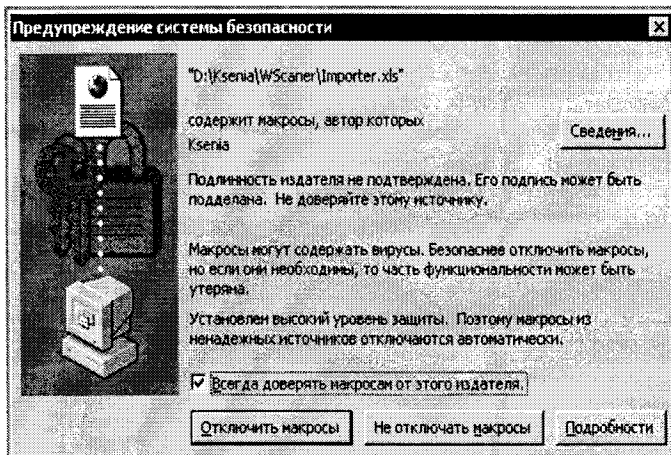 Предупреждение системы безопасности
"D:\Ksenia\WScaner\Importer.xls"
содержит макросы, автор которых
Ksenia
Сведения...
Подлинность издателя не подтверждена. Его подпись может быть
подделана. Не доверяйте этому источнику.
Макросы могут содержать вирусы. Безопаснее отключить макросы,
но если они необходимы, то часть функциональности может быть
утеряна.
Установлен высокий уровень защиты. Поэтому макросы из
ненадежных источников отключаются автоматически.
Всегда доверять макросам от этого издателя.
Отключить макросы
Не отключать макросы
Подробности